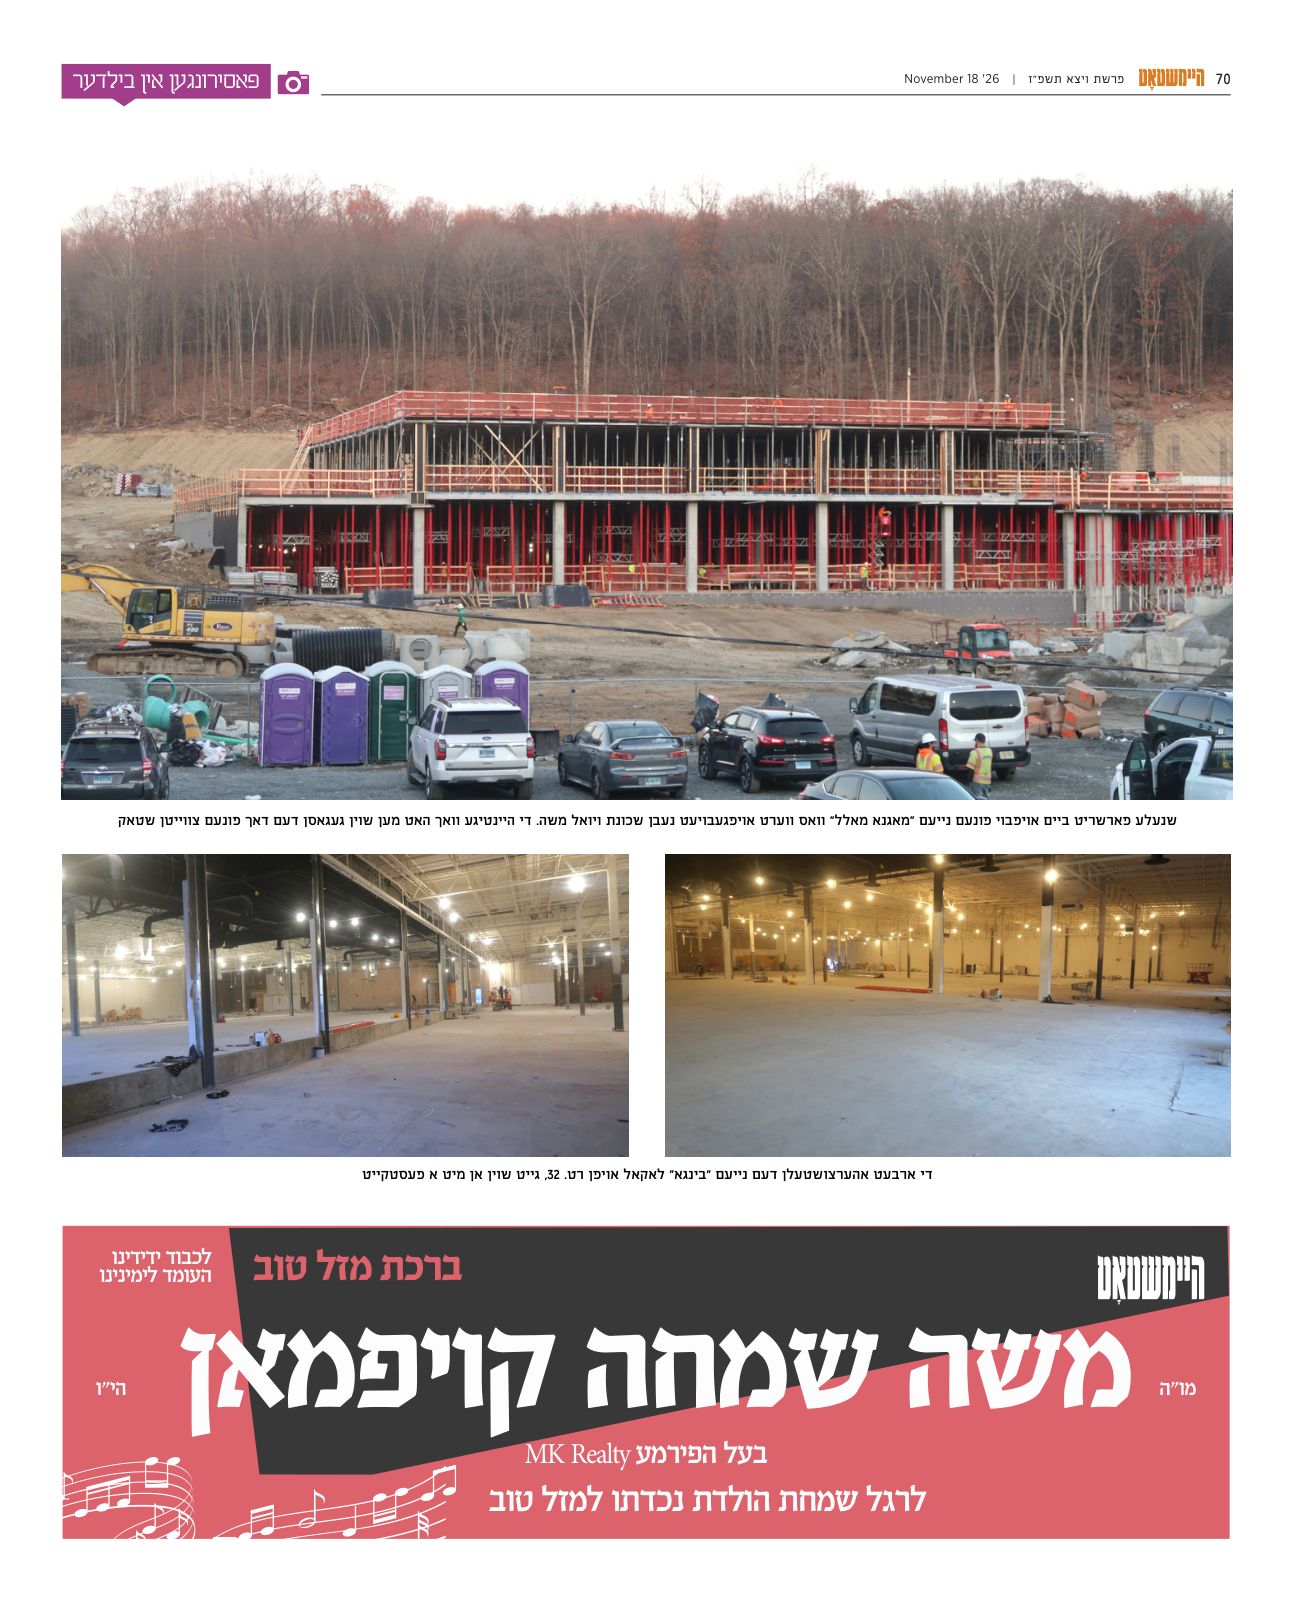 70 היימשטאָט פרשת ויצא תשפ״ז | November 18 '26
פאסירונגען אין בילדער
שנעלע פארשריט ביים אויפבוי פונעם נייעם "מאגנא מאלל" וואס ווערט אויפגעבויעט נעבן שכונת ויואל משה. די היינטיגע וואך האט מען שוין געגאסן דעם דאך פונעם צווייטן שטאק
די ארבעט אהערצושטעלן דעם נייעם "בינגא" לאקאל אויפן רט. 32, גייט שוין אן מיט א פעסטקייט
היימשטאָט
ברכת מזל טוב
לכבוד ידידינו
העומד לימינינו
מו"ה
משה שמחה קויפמאן
הי"ו
בעל הפירמע MK Realty
לרגל שמחת הולדת נכדתו למזל טוב